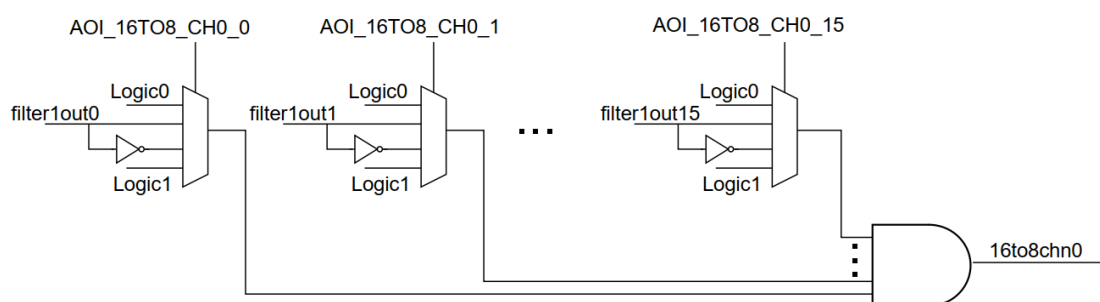 AOI_16TO8_CH0_0
AOI_16TO8_CH0_1
AOI_16TO8_CH0_15
Logic0
Logic0
Logic0
filter1out0
filter1out1
filter1out15
...
Logic1
Logic1
Logic1
16to8chn0